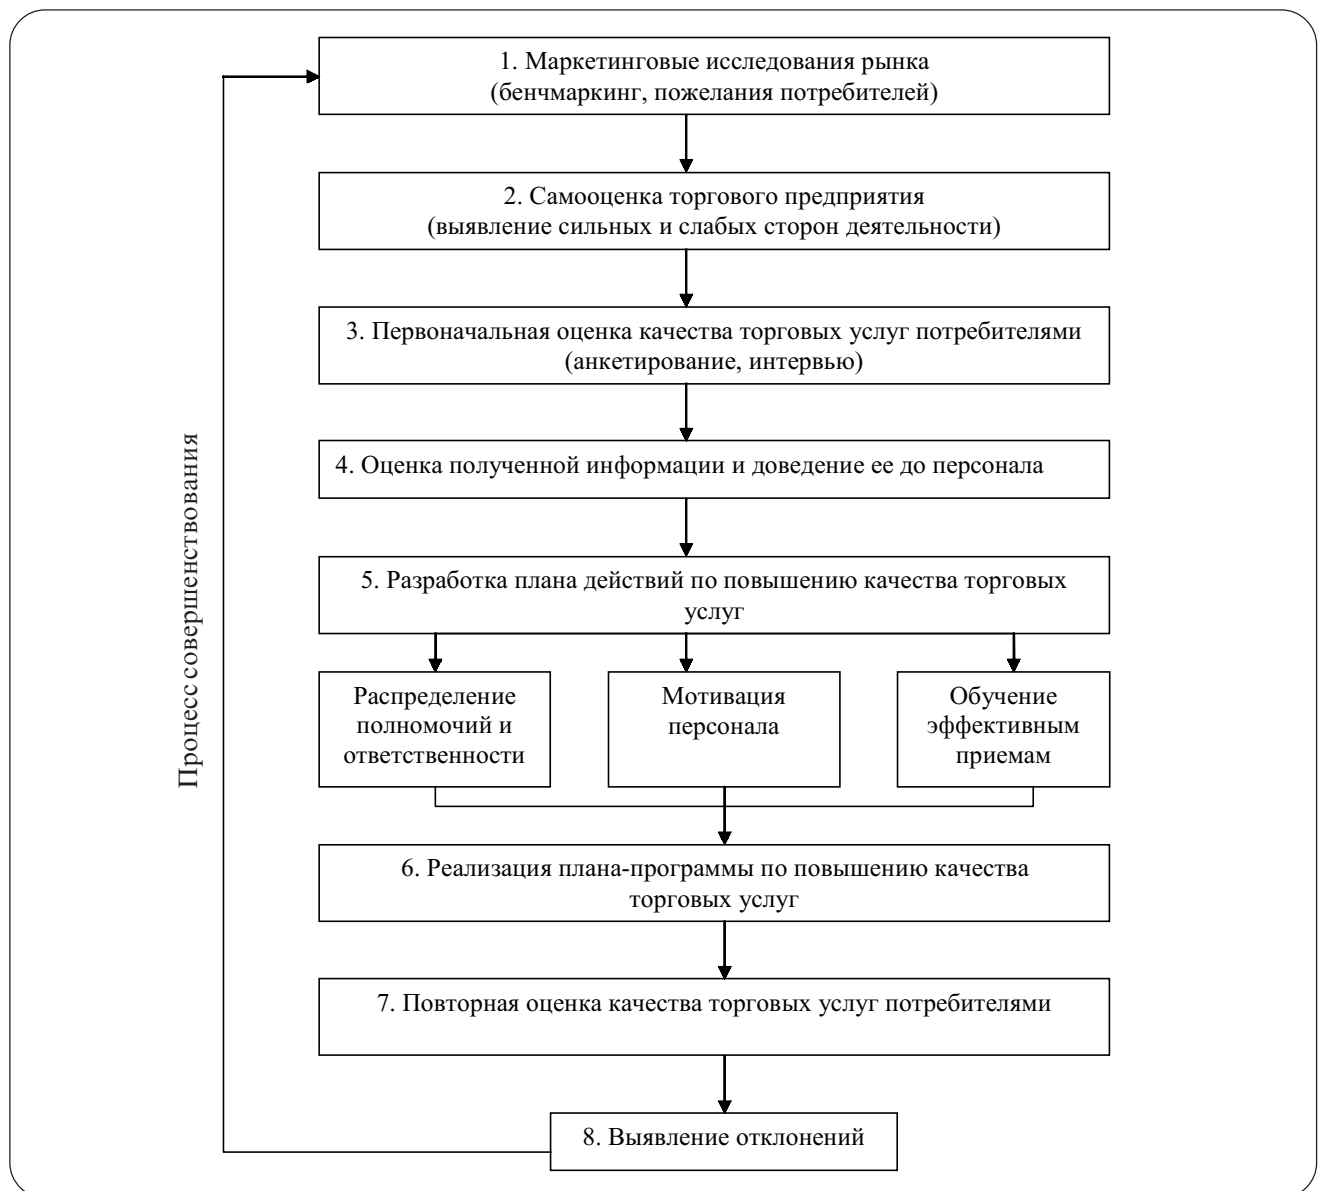 1. Маркетинговые исследования рынка
(бенчмаркинг, пожелания потребителей)
2. Самооценка торгового предприятия
(выявление сильных и слабых сторон деятельности)
3. Первоначальная оценка качества торговых услуг потребителями
(анкетирование, интервью)
4. Оценка полученной информации и доведение ее до персонала
5. Разработка плана действий по повышению качества торговых
услуг
Распределение
полномочий и
ответственности
Мотивация
персонала
Обучение
эффективным
приемам
6. Реализация плана-программы по повышению качества
торговых услуг
7. Повторная оценка качества торговых услуг потребителями
8. Выявление отклонений
Процесс совершенствования